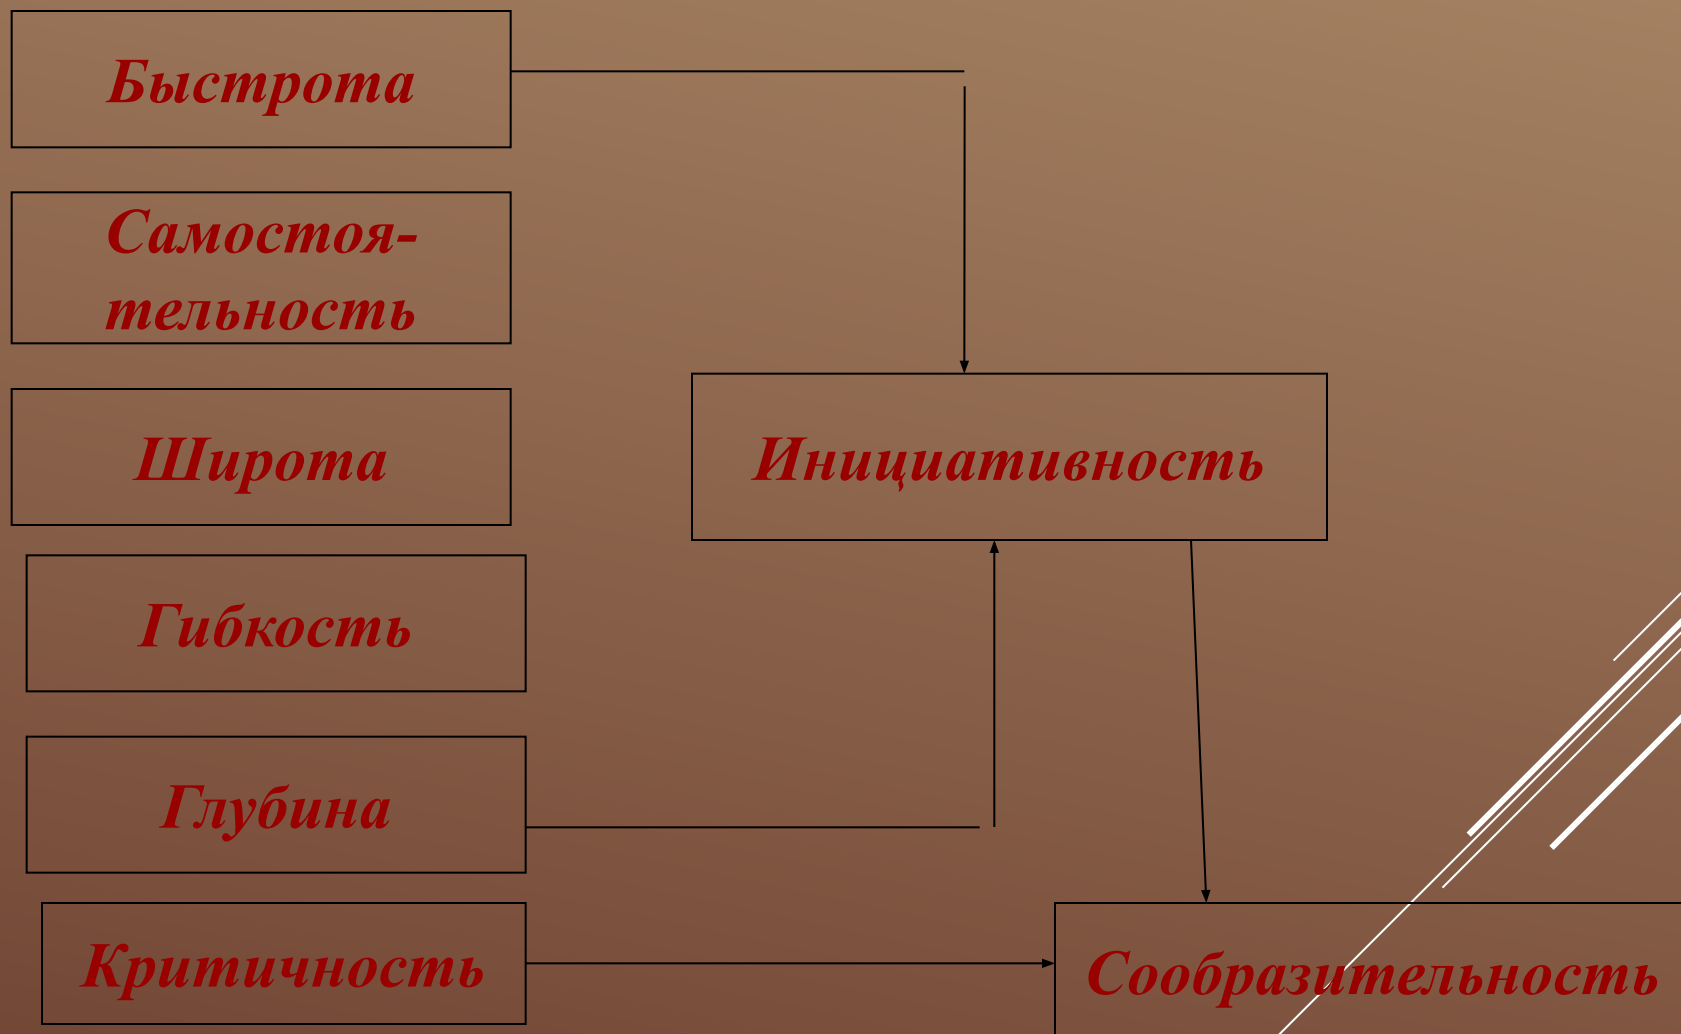 Быстрота
Самостоя-
тельность
Широта
Инициативность
Гибкость
Глубина
Критичность
Сообразительность